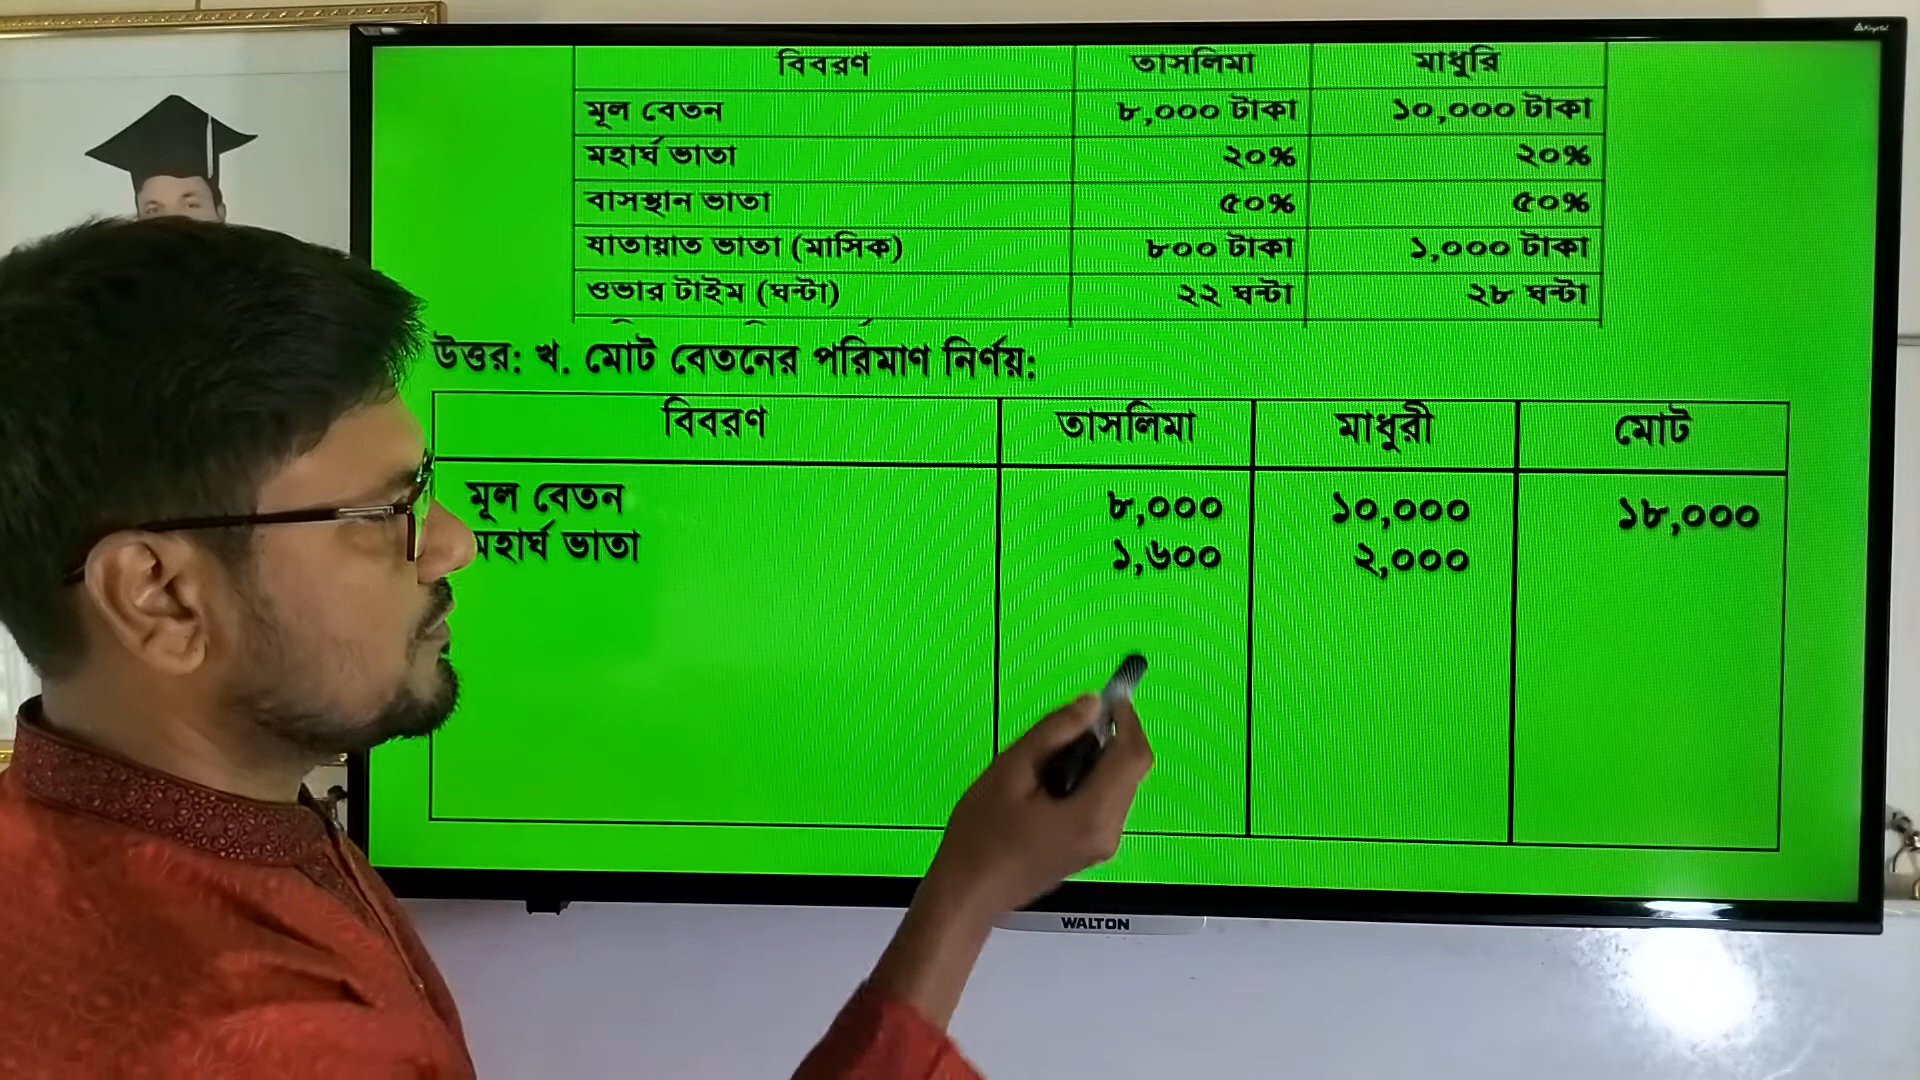 Krystal
বিবরণ তাসলিমা মাধুরি
মূল বেতন ৮,০০০ টাকা ১০,০০০ টাকা
মহার্ঘ ভাতা ২০% ২০%
বাসস্থান ভাতা ৫০% ৫০%
যাতায়াত ভাতা (মাসিক) ৮০০ টাকা ১,০০০ টাকা
ওভার টাইম (ঘন্টা) ২২ ঘন্টা ২৮ ঘন্টা
উত্তর: খ. মোট বেতনের পরিমাণ নির্ণয়:
বিবরণ তাসলিমা মাধুরী মোট
মূল বেতন ৮,০০০ ১০,০০০ ১৮,০০০
মহার্ঘ ভাতা ১,৬০০ ২,০০০
WALTON